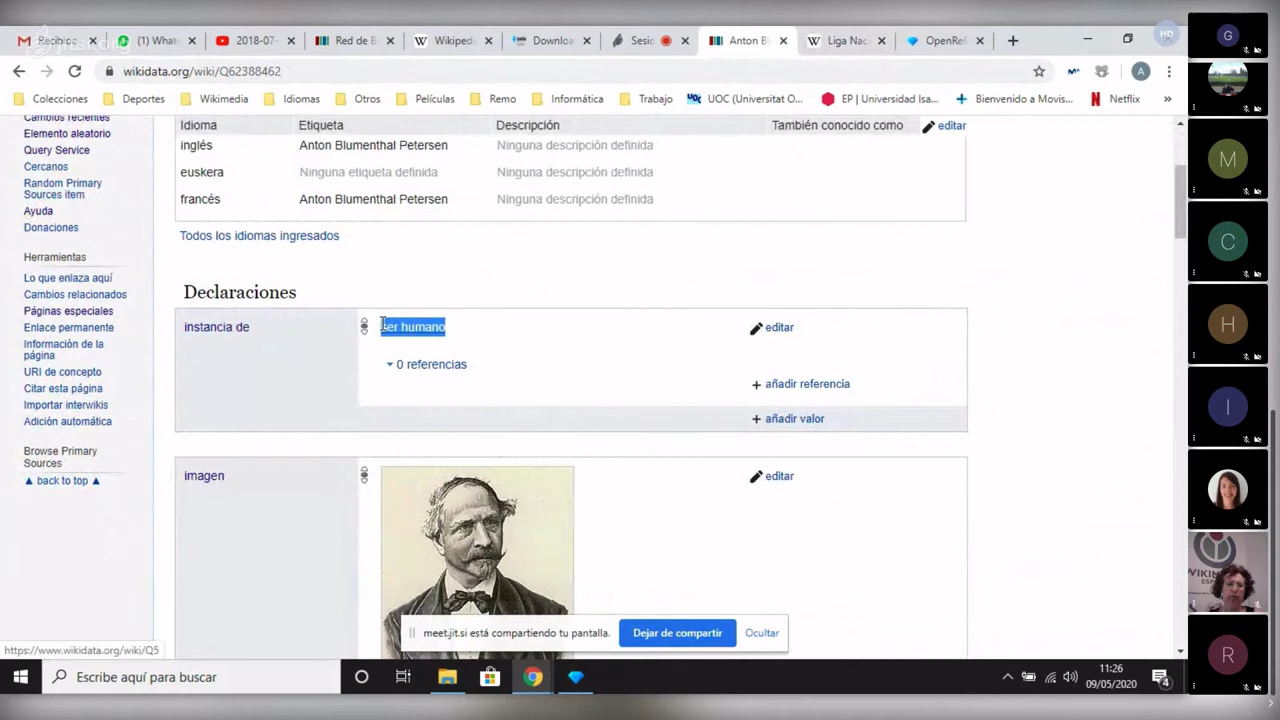 Recibidos
(1) Whats
2018-07-
Red de B
Wikipe
Downloa
Sesio
Anton B
Liga Nac
OpenRef
HD
G
wikidata.org/wiki/Q62388462
A
Colecciones
Deportes
Wikimedia
Idiomas
Otros
Películas
Remo
Informática
Trabajo
UOC (Universitat O...
EP | Universidad Isa...
Bienvenido a Movis...
Netflix
»
Cambios recientes
Elemento aleatorio
Query Service
Cercanos
Random Primary
Sources item
Ayuda
Donaciones
Herramientas
Lo que enlaza aquí
Cambios relacionados
Páginas especiales
Enlace permanente
Información de la
página
URI de concepto
Citar esta página
Importar interwikis
Adición automática
Browse Primary
Sources
▲ back to top ▲
Idioma Etiqueta Descripción También conocido como editar
inglés Anton Blumenthal Petersen Ninguna descripción definida
euskera Ninguna etiqueta definida Ninguna descripción definida
francés Anton Blumenthal Petersen Ninguna descripción definida
Todos los idiomas ingresados
Declaraciones
instancia de ser humano editar
0 referencias
+ añadir referencia
+ añadir valor
imagen editar
meet.jit.si está compartiendo tu pantalla. Dejar de compartir Ocultar
https://www.wikidata.org/wiki/Q5
Escribe aquí para buscar
11:26
09/05/2020
4
M
C
H
I
R